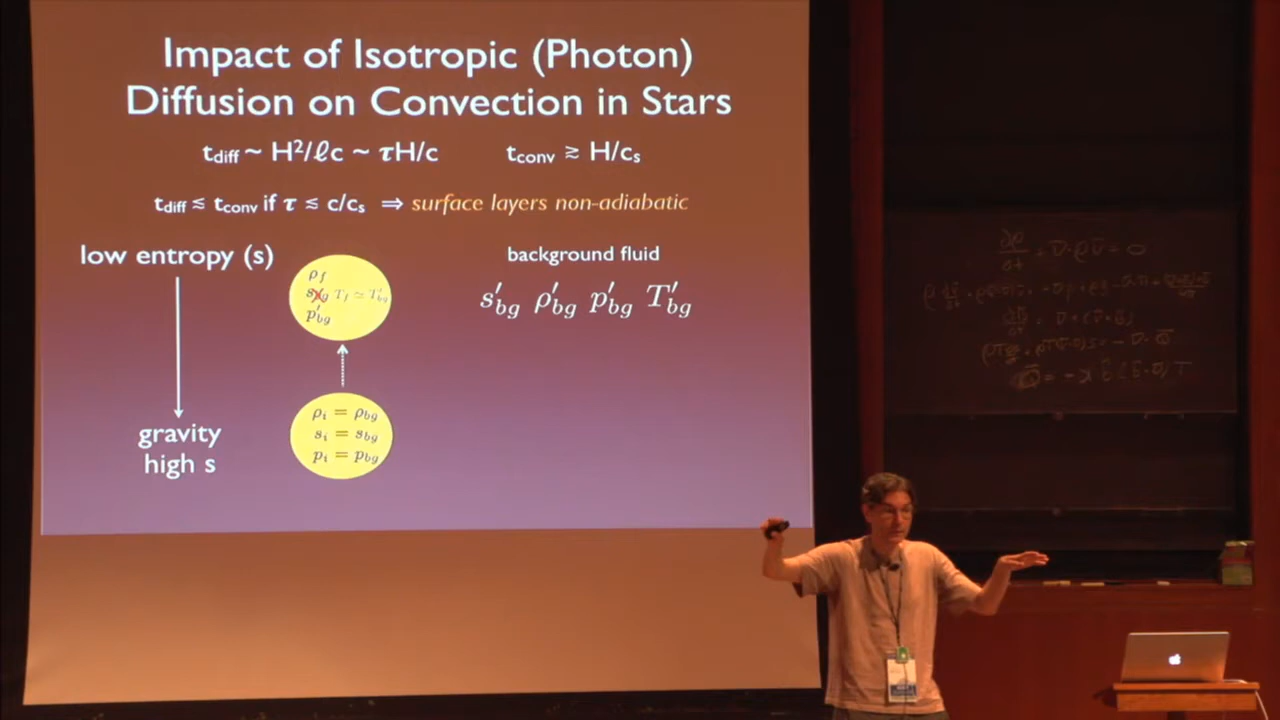 Impact of Isotropic (Photon)
Diffusion on Convection in Stars
t_diff ~ H²/ℓc ~ τH/c t_conv ≳ H/c_s
t_diff ≲ t_conv if τ ≲ c/c_s ⇒ surface layers non-adiabatic
low entropy (s)
ρ_f
T_f ≃ T'_bg
p'_bg
background fluid
s'_bg ρ'_bg p'_bg T'_bg
gravity
high s
ρ_i = ρ_bg
s_i = s_bg
p_i = p_bg